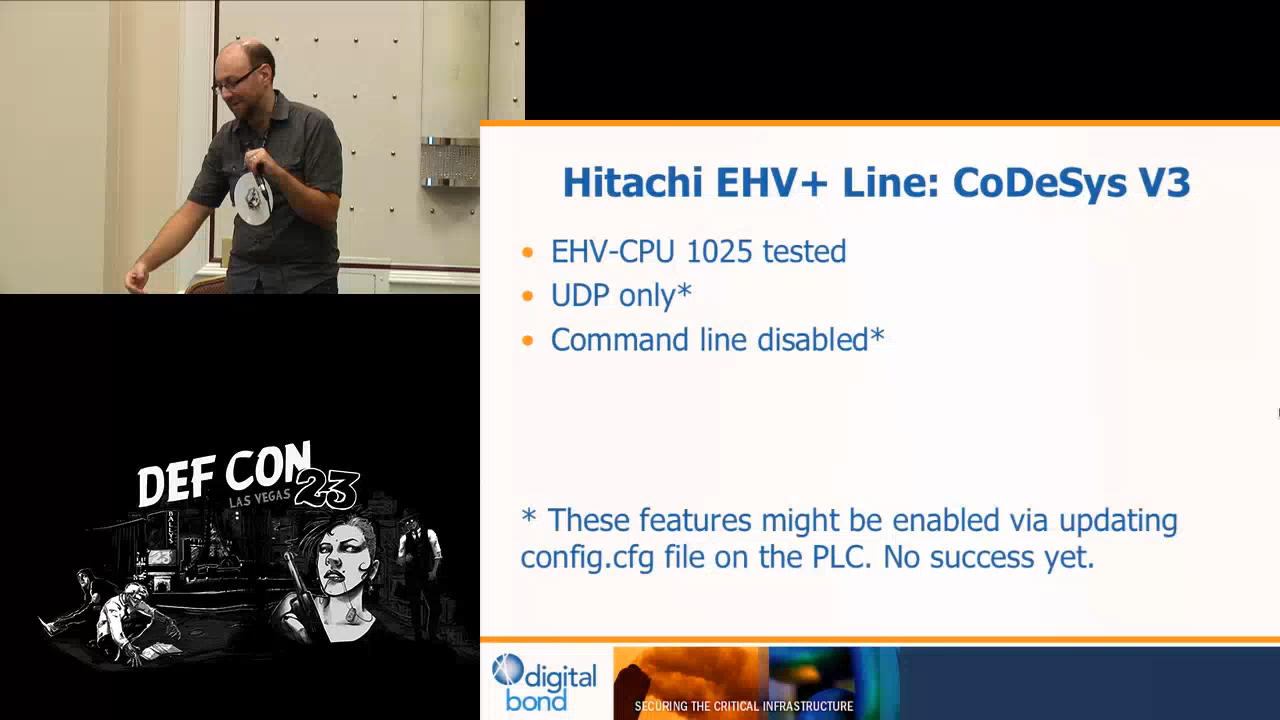 Hitachi EHV+ Line: CoDeSys V3
• EHV-CPU 1025 tested
• UDP only*
• Command line disabled*
* These features might be enabled via updating
config.cfg file on the PLC. No success yet.
DEF CON
LAS VEGAS 23
BALLY'S
digital
bond
SECURING THE CRITICAL INFRASTRUCTURE